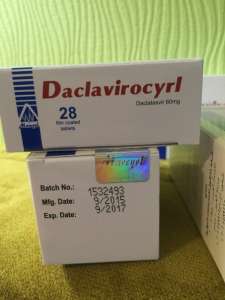 Daclavirocyrl
Daclatasvir 60mg
28
film coated
tablets
Batch No.: 1532493
Mfg. Date: 9/2015
Exp. Date: 9/2017